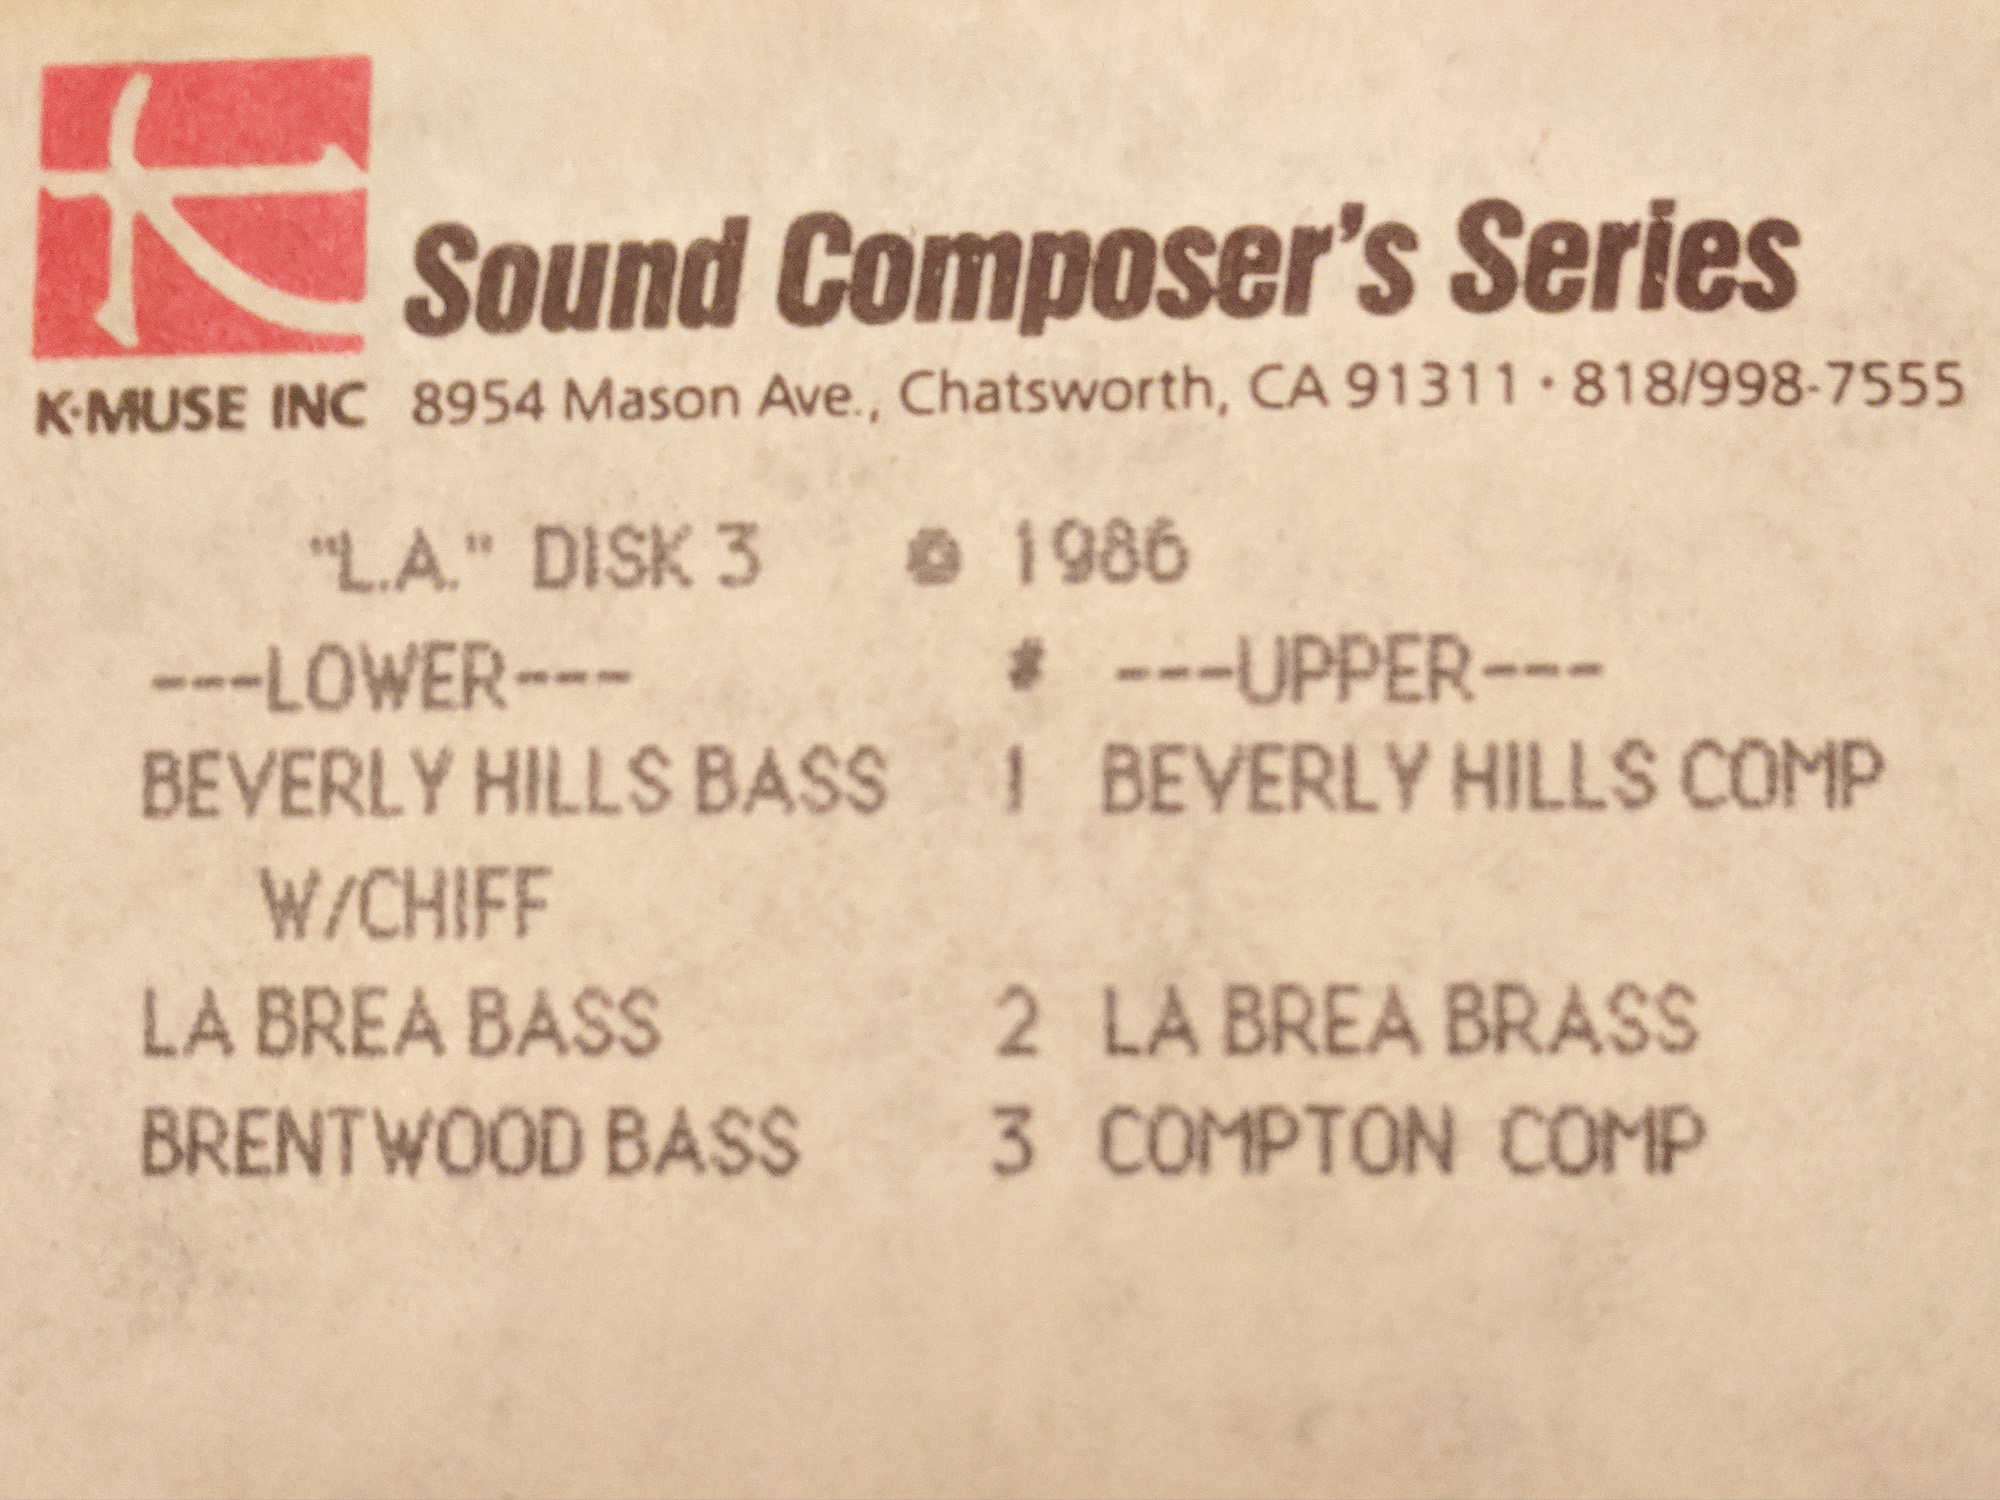 Sound Composer's Series
K·MUSE INC 8954 Mason Ave., Chatsworth, CA 91311 · 818/998-7555
"L.A." DISK 3 © 1986
---LOWER--- # ---UPPER---
BEVERLY HILLS BASS 1 BEVERLY HILLS COMP
W/CHIFF
LA BREA BASS 2 LA BREA BRASS
BRENTWOOD BASS 3 COMPTON COMP